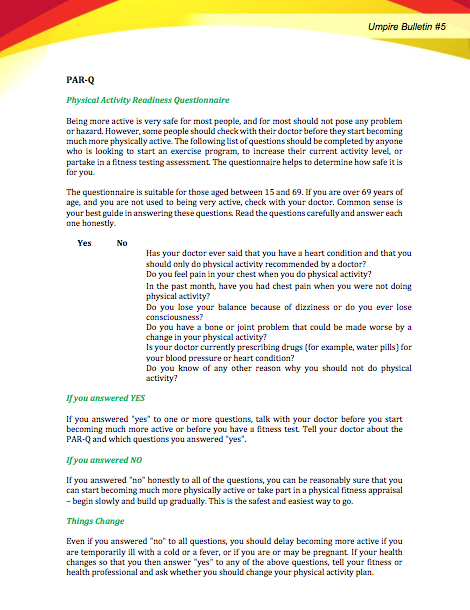 Umpire Bulletin #5
PAR-Q
Physical Activity Readiness Questionnaire
Being more active is very safe for most people, and for most should not pose any problem
or hazard. However, some people should check with their doctor before they start becoming
much more physically active. The following list of questions should be completed by anyone
who is looking to start an exercise program, to increase their current activity level, or
partake in a fitness testing assessment. The questionnaire helps to determine how safe it is
for you.
The questionnaire is suitable for those aged between 15 and 69. If you are over 69 years of
age, and you are not used to being very active, check with your doctor. Common sense is
your best guide in answering these questions. Read the questions carefully and answer each
one honestly.
Yes No
Has your doctor ever said that you have a heart condition and that you
should only do physical activity recommended by a doctor?
Do you feel pain in your chest when you do physical activity?
In the past month, have you had chest pain when you were not doing
physical activity?
Do you lose your balance because of dizziness or do you ever lose
consciousness?
Do you have a bone or joint problem that could be made worse by a
change in your physical activity?
Is your doctor currently prescribing drugs (for example, water pills) for
your blood pressure or heart condition?
Do you know of any other reason why you should not do physical
activity?
If you answered YES
If you answered "yes" to one or more questions, talk with your doctor before you start
becoming much more active or before you have a fitness test. Tell your doctor about the
PAR-Q and which questions you answered "yes".
If you answered NO
If you answered "no" honestly to all of the questions, you can be reasonably sure that you
can start becoming much more physically active or take part in a physical fitness appraisal
– begin slowly and build up gradually. This is the safest and easiest way to go.
Things Change
Even if you answered "no" to all questions, you should delay becoming more active if you
are temporarily ill with a cold or a fever, or if you are or may be pregnant. If your health
changes so that you then answer "yes" to any of the above questions, tell your fitness or
health professional and ask whether you should change your physical activity plan.